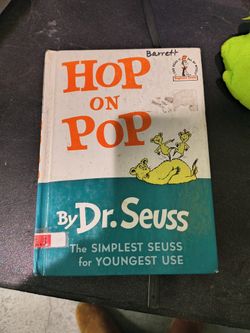 Barrett
HOP
ON
POP
By Dr. Seuss
The SIMPLEST SEUSS
for YOUNGEST USE